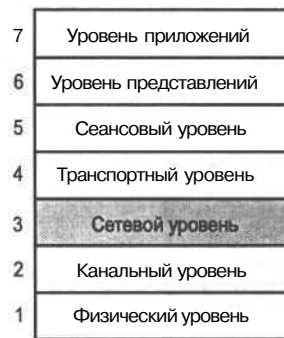 7 Уровень приложений
6 Уровень представлений
5 Сеансовый уровень
4 Транспортный уровень
3 Сетевой уровень
2 Канальный уровень
1 Физический уровень